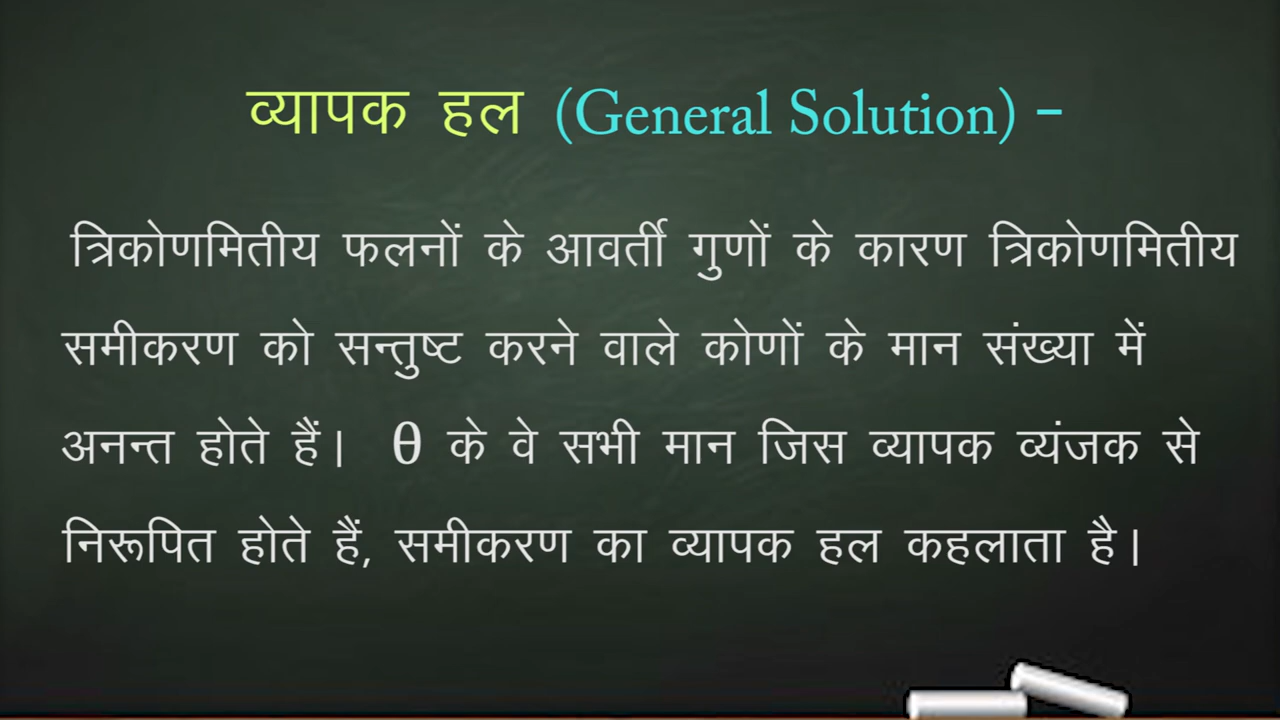 व्यापक हल (General Solution) –
त्रिकोणमितीय फलनों के आवर्ती गुणों के कारण त्रिकोणमितीय
समीकरण को सन्तुष्ट करने वाले कोणों के मान संख्या में
अनन्त होते हैं। θ के वे सभी मान जिस व्यापक व्यंजक से
निरूपित होते हैं, समीकरण का व्यापक हल कहलाता है।